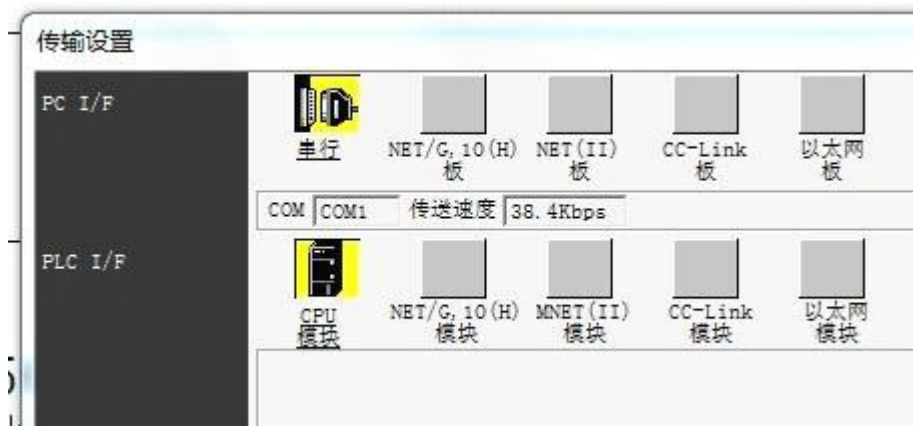 传输设置
PC I/F
串行
NET/G,10(H)
板
NET(II)
板
CC-Link
板
以太网
板
COM COM1 传送速度 38.4Kbps
PLC I/F
CPU
模块
NET/G,10(H)
模块
MNET(II)
模块
CC-Link
模块
以太网
模块